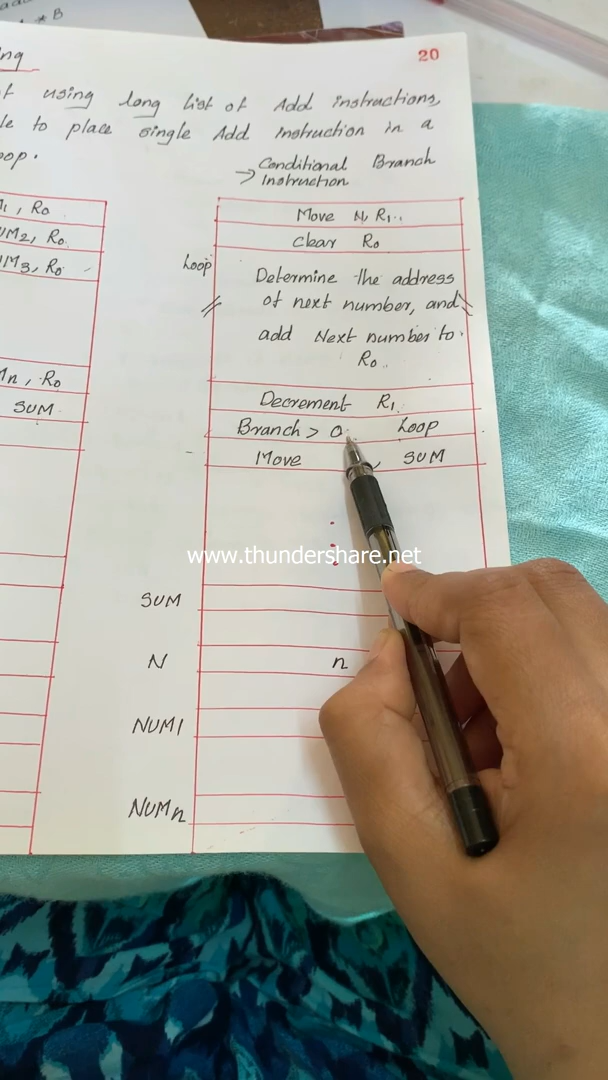 * B
20
ng
using long list of Add instructions,
le to place single Add Instruction in a
oop.
→ Conditional Branch
Instruction
1, R0
UM2, R0
UM3, R0
Mn, R0
SUM
Move N, R1
Clear R0
Loop
Determine the address
of next number, and
add Next number to
R0
Decrement R1
Branch > 0 Loop
Move , SUM
www.thundershare.net
SUM
N n
NUM1
NUMn